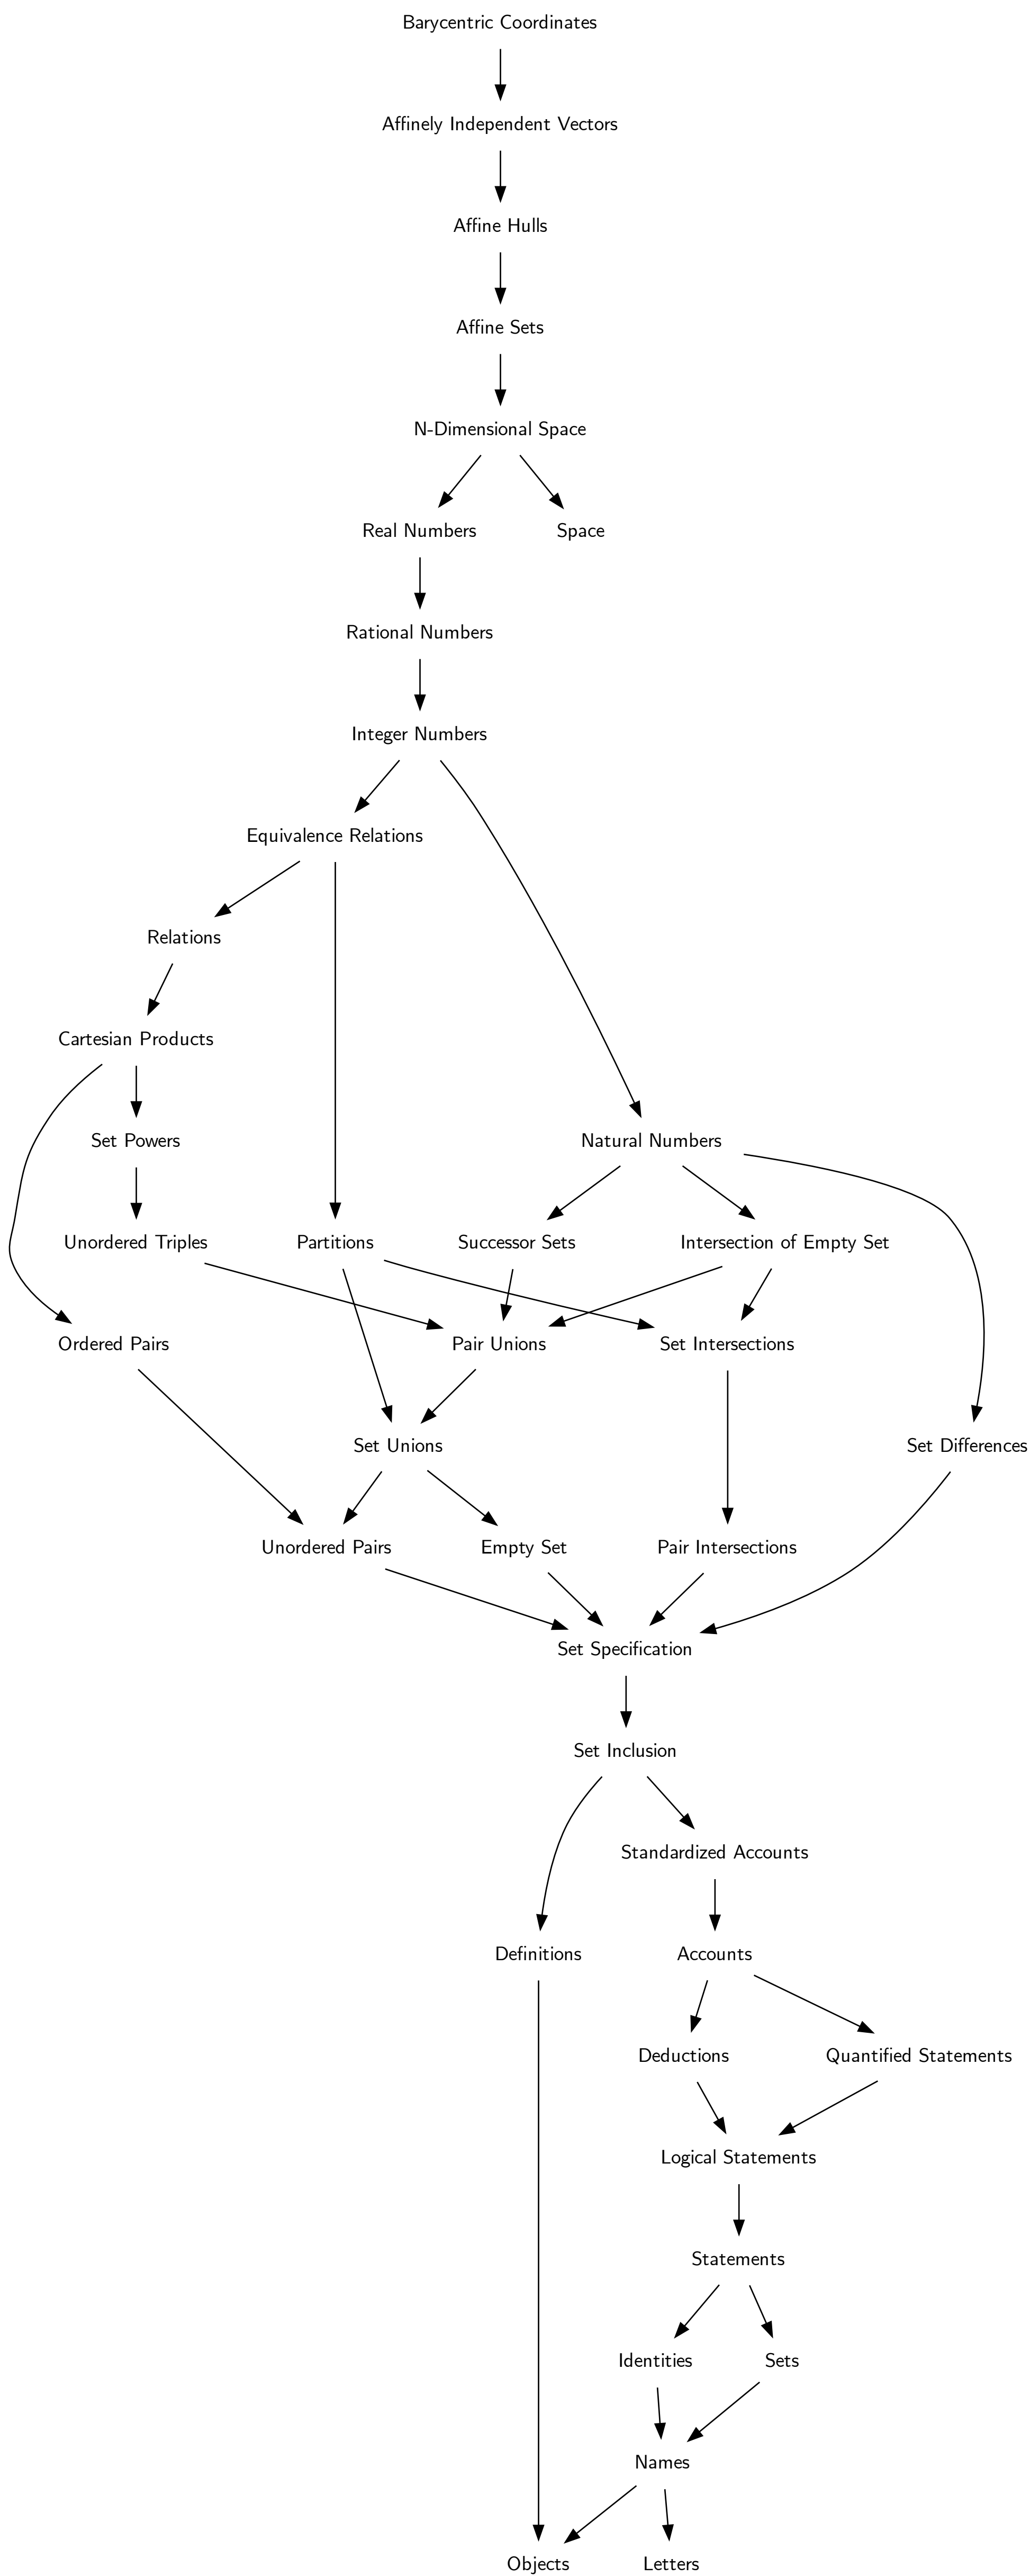 Barycentric Coordinates
Affinely Independent Vectors
Affine Hulls
Affine Sets
N-Dimensional Space
Real Numbers
Space
Rational Numbers
Integer Numbers
Equivalence Relations
Relations
Cartesian Products
Set Powers
Natural Numbers
Unordered Triples
Partitions
Successor Sets
Intersection of Empty Set
Ordered Pairs
Pair Unions
Set Intersections
Set Unions
Set Differences
Unordered Pairs
Empty Set
Pair Intersections
Set Specification
Set Inclusion
Standardized Accounts
Definitions
Accounts
Deductions
Quantified Statements
Logical Statements
Statements
Identities
Sets
Names
Objects
Letters